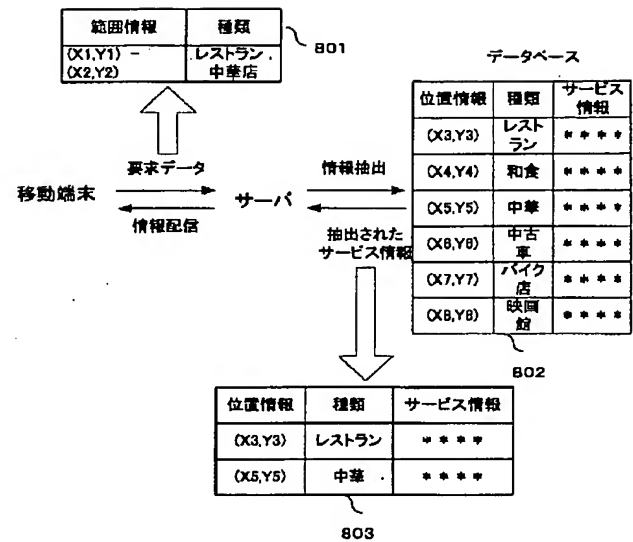 範囲情報 種類
(X1,Y1) - レストラン,
(X2,Y2) 中華店
801
データベース
位置情報 種類 サービス情報
(X3,Y3) レストラン ＊＊＊＊
(X4,Y4) 和食 ＊＊＊＊
(X5,Y5) 中華 ＊＊＊＊
(X6,Y6) 中古車 ＊＊＊＊
(X7,Y7) バイク店 ＊＊＊＊
(X8,Y8) 映画館 ＊＊＊＊
802
移動端末
要求データ
情報配信
サーバ
情報抽出
抽出された
サービス情報
位置情報 種類 サービス情報
(X3,Y3) レストラン ＊＊＊＊
(X5,Y5) 中華 ＊＊＊＊
803